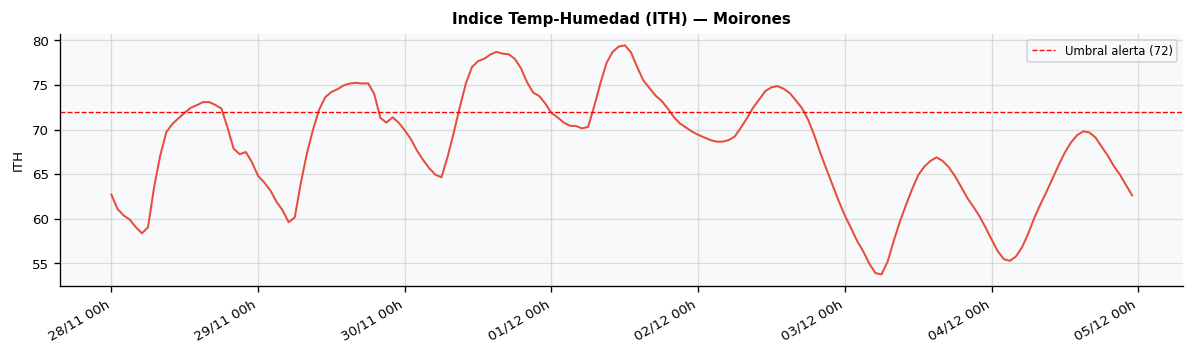 Indice Temp-Humedad (ITH) — Moirones
Umbral alerta (72)
ITH
80
75
70
65
60
55
28/11 00h
29/11 00h
30/11 00h
01/12 00h
02/12 00h
03/12 00h
04/12 00h
05/12 00h